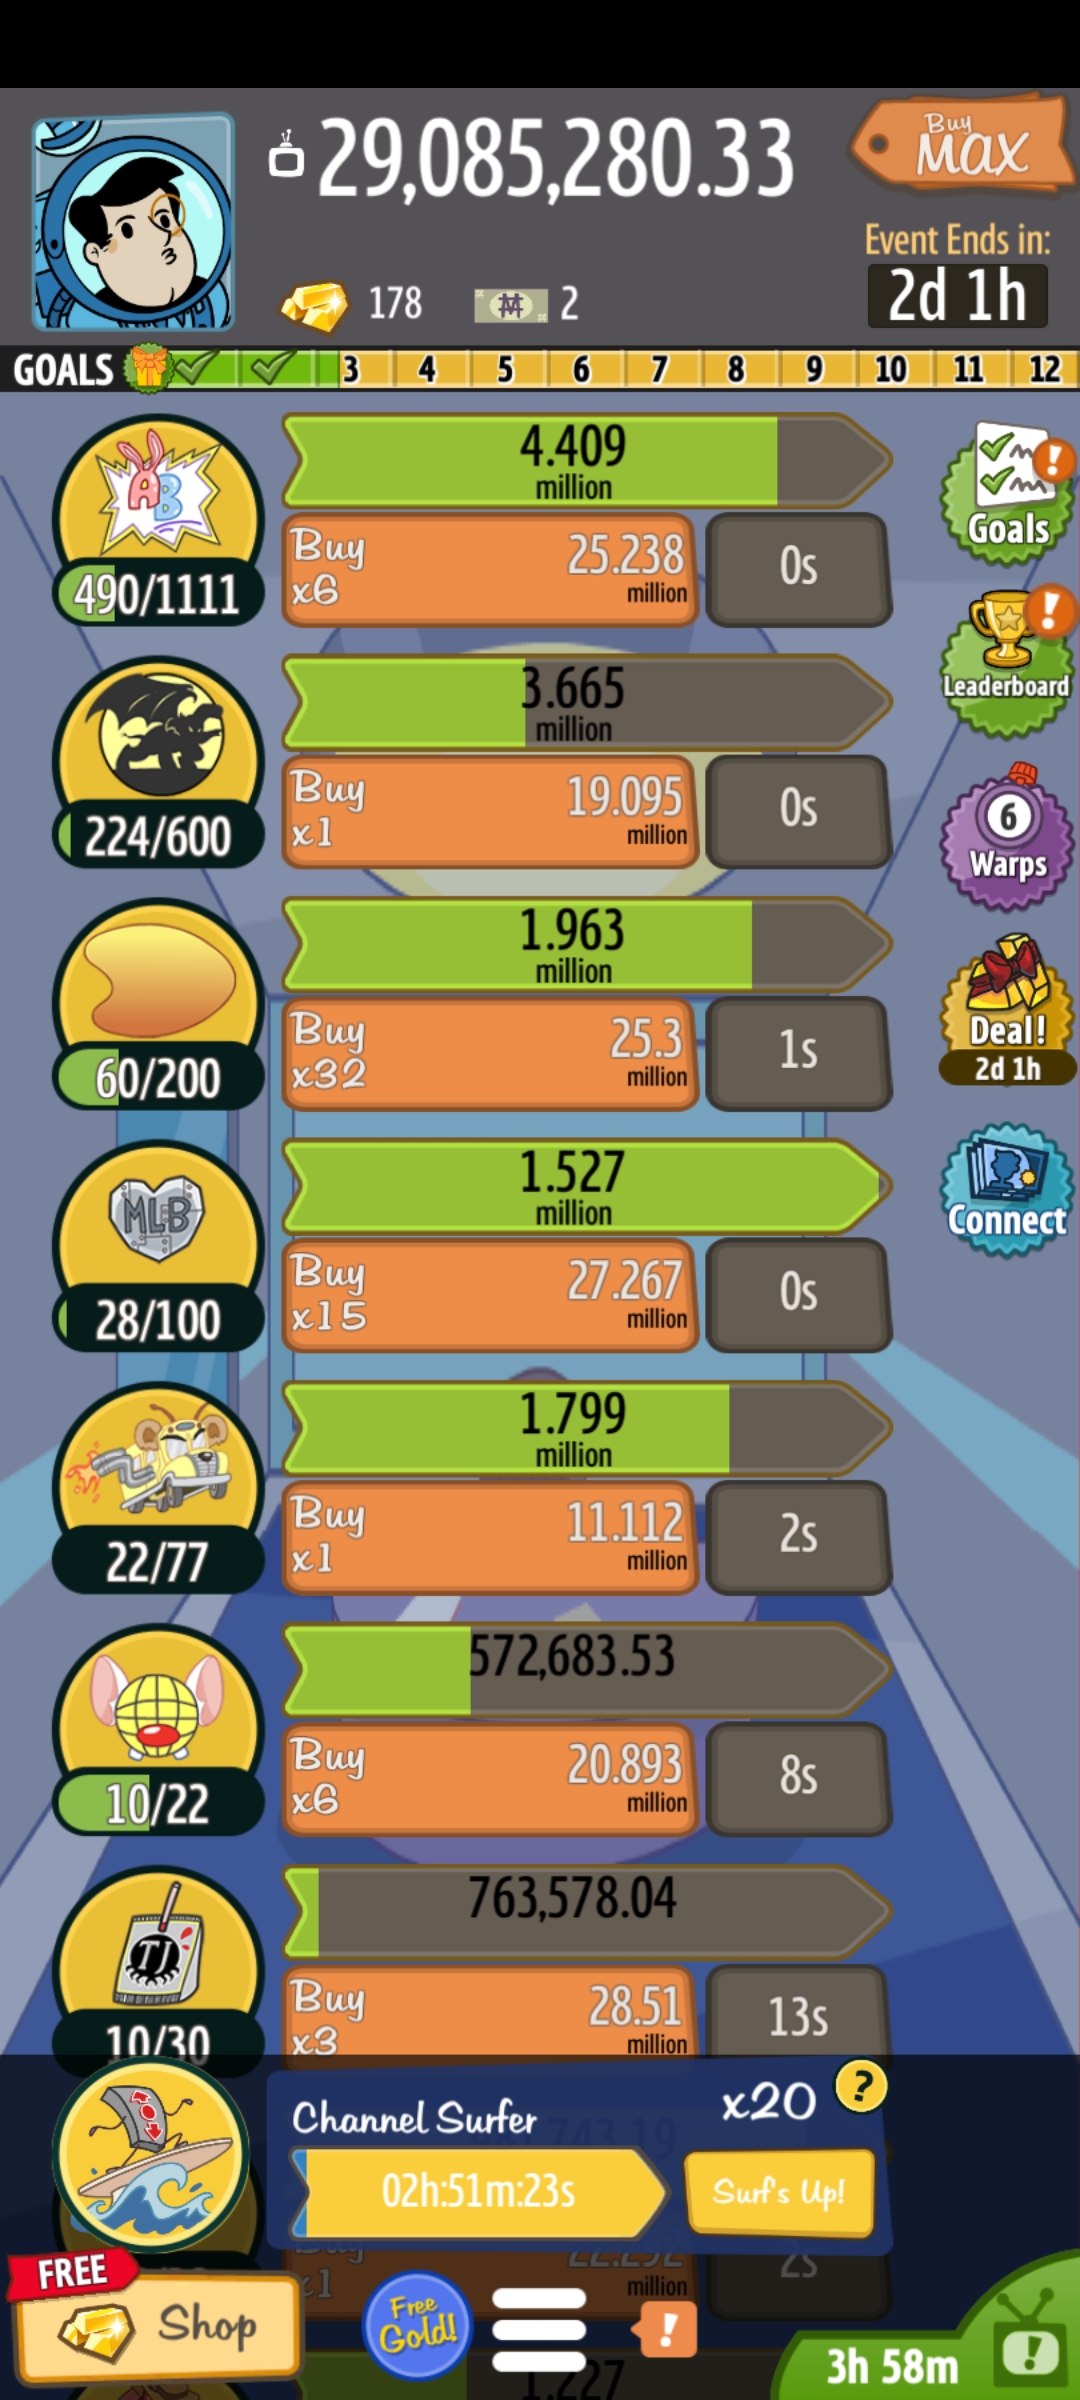 29,085,280.33
Buy
MAX
Event Ends in:
2d 1h
178
2
GOALS 3 4 5 6 7 8 9 10 11 12
AB
4.409
million
490/1111
Buy
x6
25.238
million
0s
Goals
Leaderboard
3.665
million
224/600
Buy
x1
19.095
million
0s
6
Warps
1.963
million
60/200
Buy
x32
25.3
million
1s
Deal!
2d 1h
MLB
1.527
million
28/100
Buy
x15
27.267
million
0s
Connect
1.799
million
22/77
Buy
x1
11.112
million
2s
572,683.53
10/22
Buy
x6
20.893
million
8s
TJ
763,578.04
10/30
Buy
x3
28.51
million
13s
Channel Surfer
x20
?
02h:51m:23s
Surf's Up!
22.292
million
2s
x1
FREE
Shop
Free
Gold!
!
3h 58m
1.227